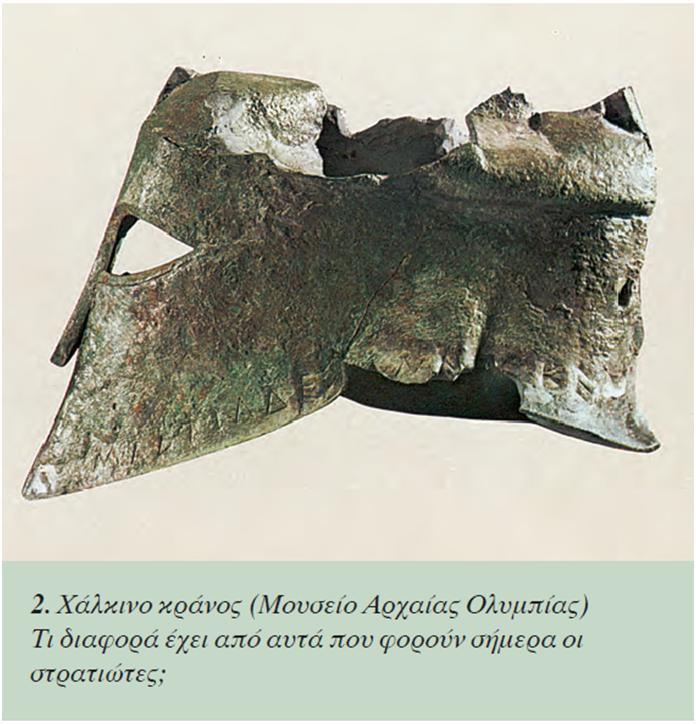 2. Χάλκινο κράνος (Μουσείο Αρχαίας Ολυμπίας)
Τι διαφορά έχει από αυτά που φορούν σήμερα οι
στρατιώτες;